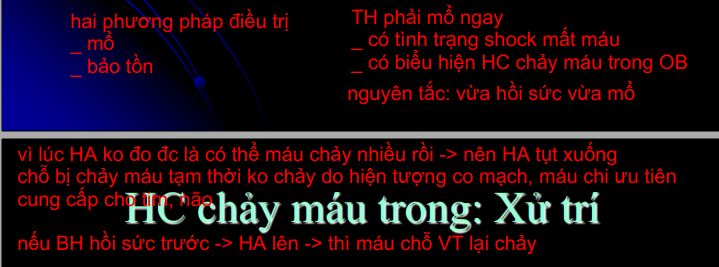 hai phương pháp điều trị
_ mổ
_ bảo tồn
TH phải mổ ngay
_ có tình trạng shock mất máu
_ có biểu hiện HC chảy máu trong OB
nguyên tắc: vừa hồi sức vừa mổ
vì lúc HA ko đo đc là có thể máu chảy nhiều rồi -> nên HA tụt xuống
chỗ bị chảy máu tạm thời ko chảy do hiện tượng co mạch, máu chỉ ưu tiên
cung cấp cho tim, não
HC chảy máu trong: Xử trí
nếu BH hồi sức trước -> HA lên -> thì máu chỗ VT lại chảy